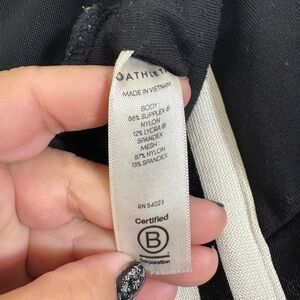 ATHLETA
MADE IN VIETNAM
BODY:
88% SUPPLEX®
NYLON
12% LYCRA®
SPANDEX
MESH:
87% NYLON
13% SPANDEX
RN 54023
Certified
B
Corporation